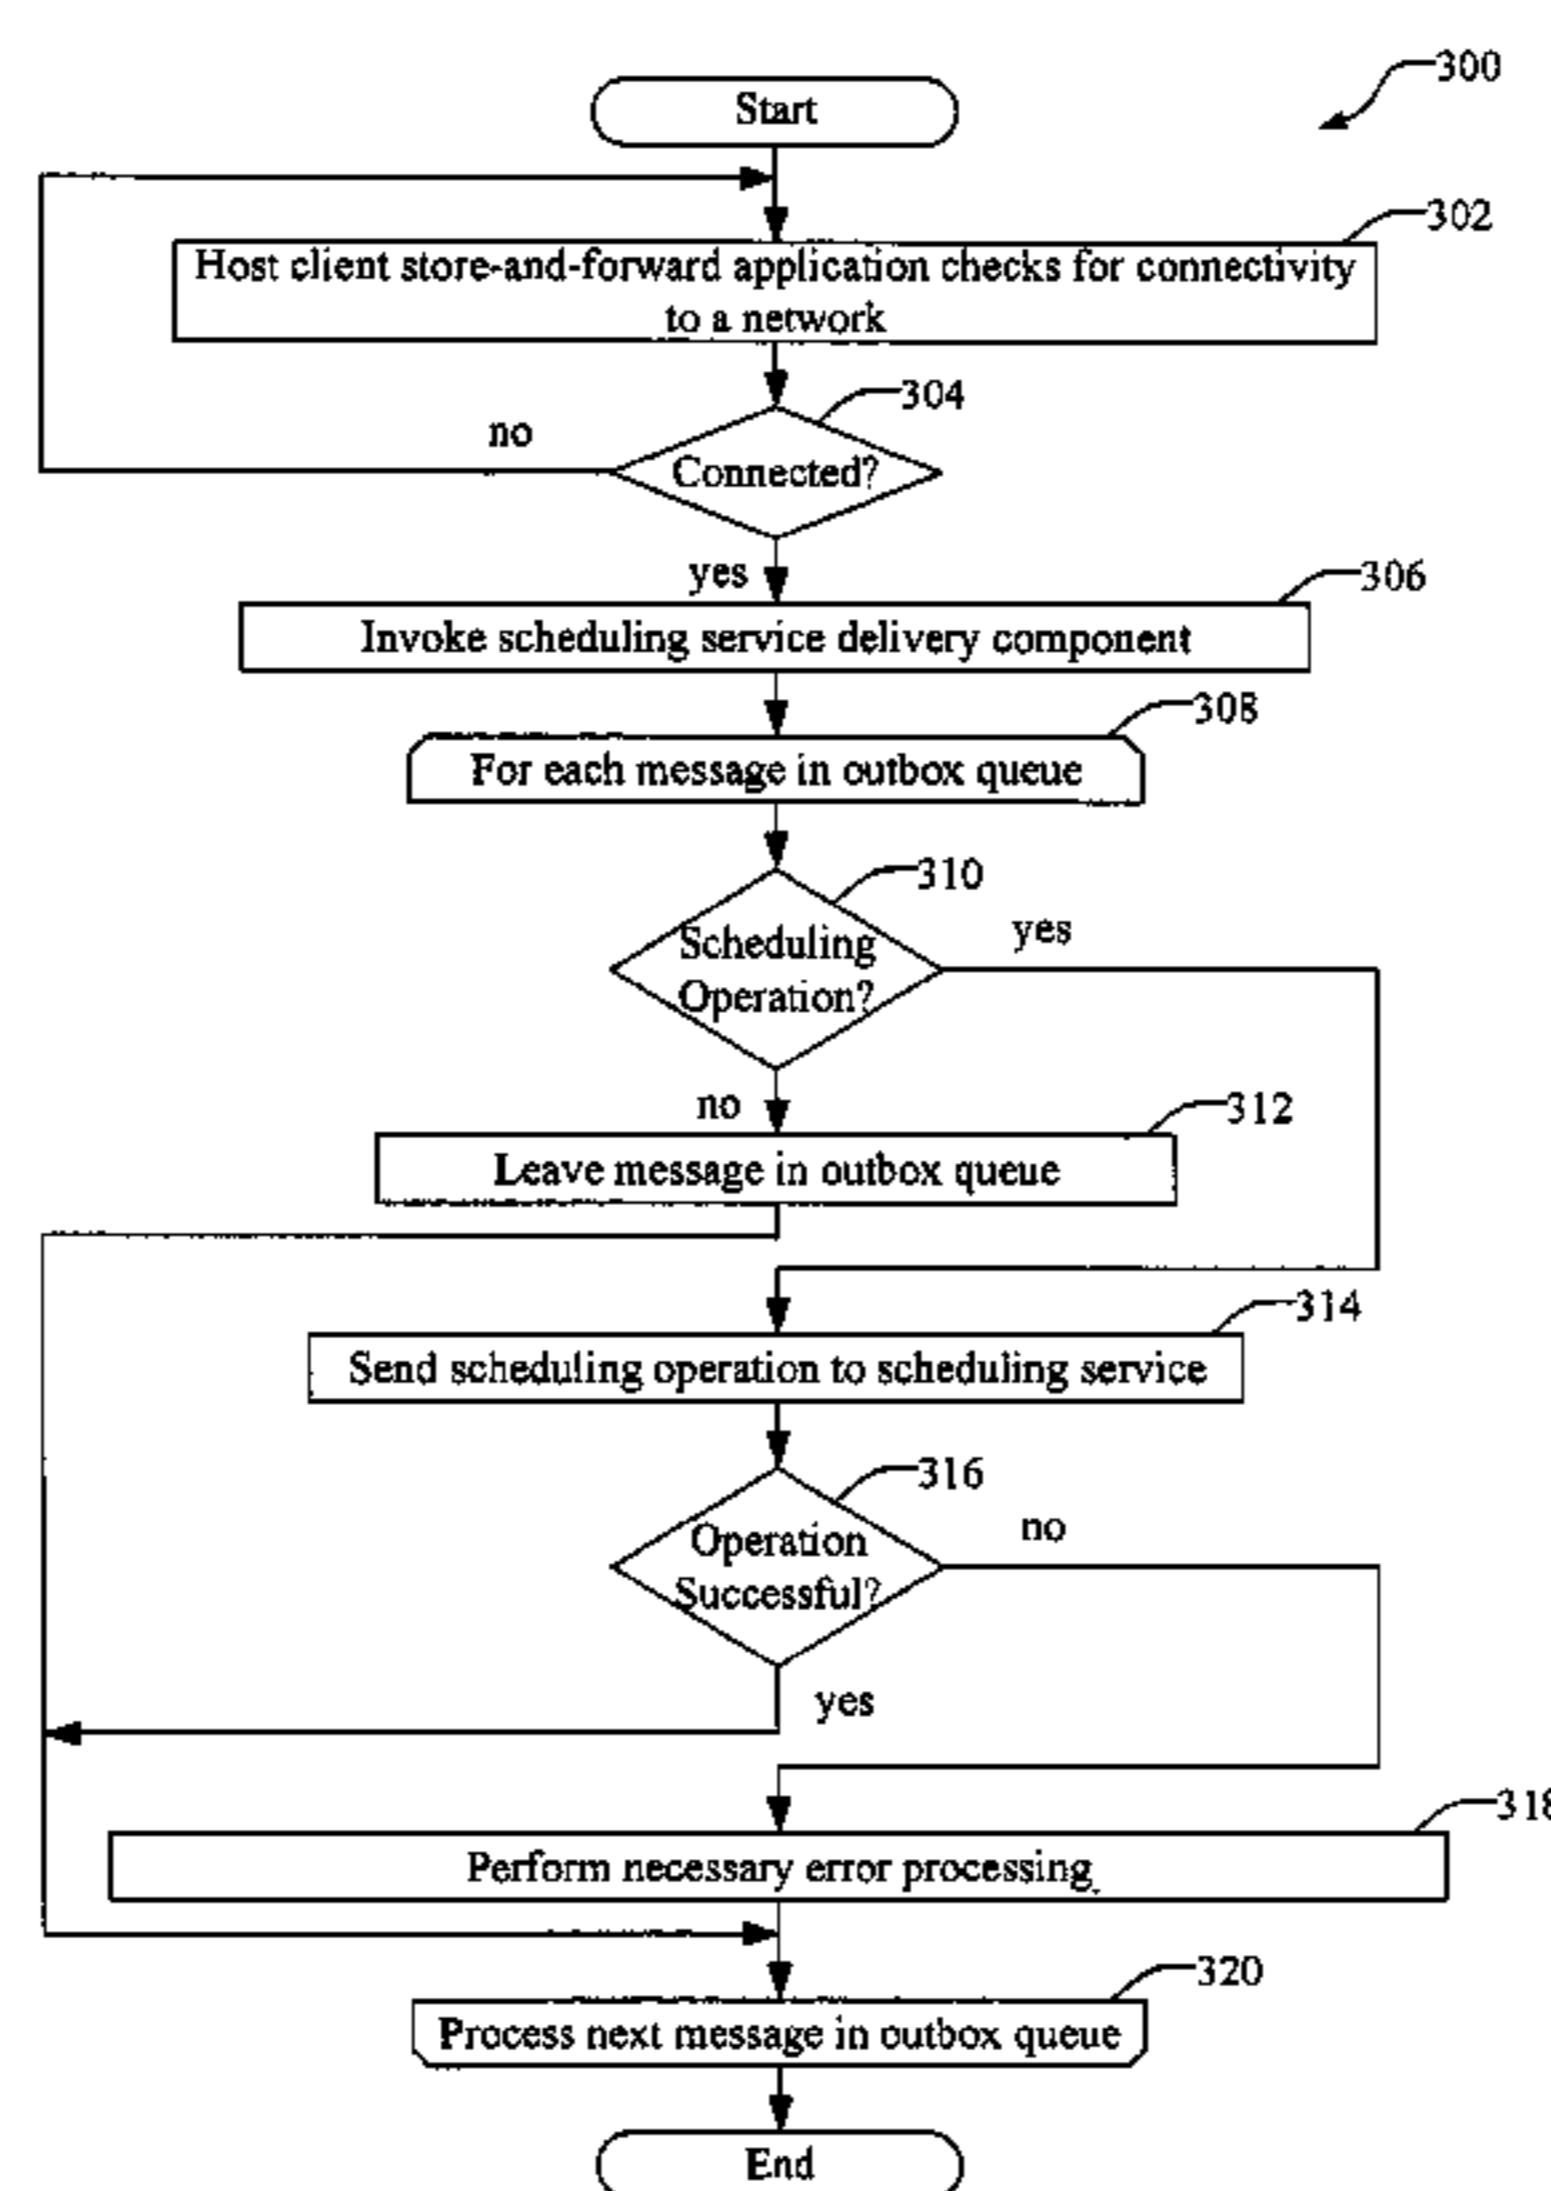 300
Start
302
Host client store-and-forward application checks for connectivity
to a network
304
no
Connected?
yes
306
Invoke scheduling service delivery component
308
For each message in outbox queue
310
yes
Scheduling
Operation?
no
312
Leave message in outbox queue
314
Send scheduling operation to scheduling service
316
no
Operation
Successful?
yes
318
Perform necessary error processing
320
Process next message in outbox queue
End